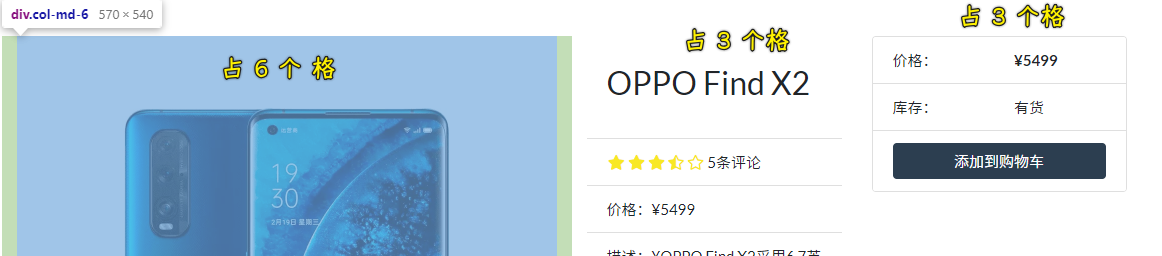 div.col-md-6 570 × 540
占 6 个 格
19
30
2月19日 星期三
占 3 个格
OPPO Find X2
5条评论
价格：¥5499
描述：YOPPO Find X2采用6.7英
占 3 个格
价格： ¥5499
库存： 有货
添加到购物车